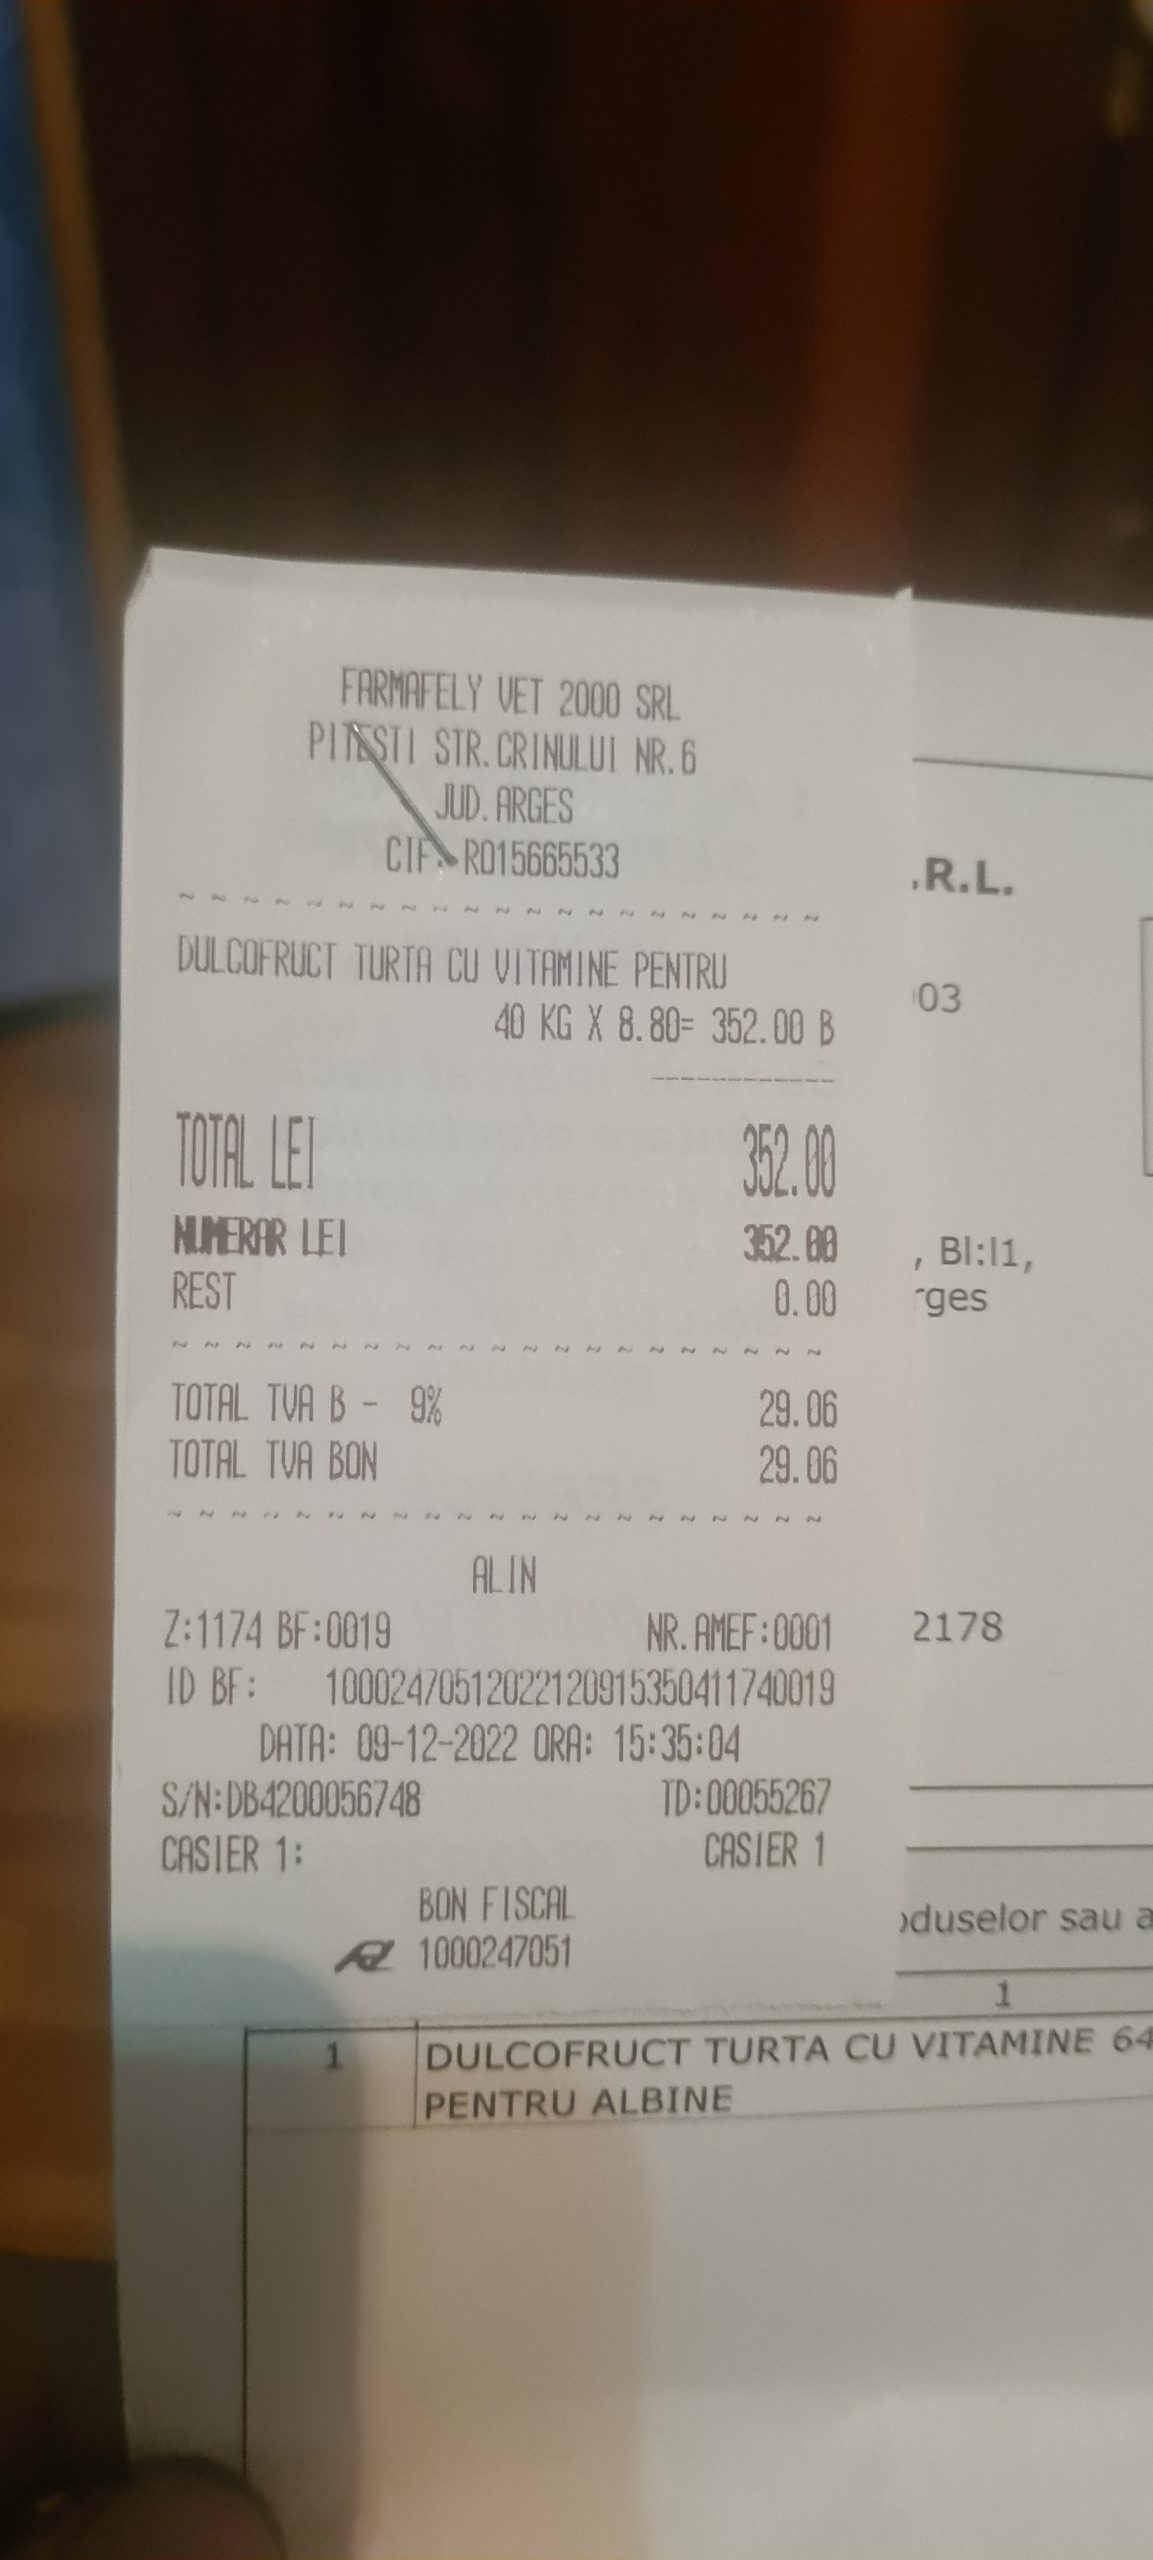 FARMAFELY VET 2000 SRL
PITESTI STR.CRINULUI NR.6
JUD.ARGES
CIF: RO15665533
~ ~ ~ ~ ~ ~ ~ ~ ~ ~ ~ ~ ~ ~ ~ ~ ~ ~ ~ ~ ~
DULCOFRUCT TURTA CU VITAMINE PENTRU
40 KG X 8.80= 352.00 B
--------------
TOTAL LEI 352.00
NUMERAR LEI 352.00
REST 0.00
~ ~ ~ ~ ~ ~ ~ ~ ~ ~ ~ ~ ~ ~ ~ ~ ~ ~ ~ ~ ~
TOTAL TVA B - 9% 29.06
TOTAL TVA BON 29.06
~ ~ ~ ~ ~ ~ ~ ~ ~ ~ ~ ~ ~ ~ ~ ~ ~ ~ ~ ~ ~
ALIN
Z:1174 BF:0019 NR.AMEF:0001
ID BF: 1000247051202212091535041174​0019
DATA: 09-12-2022 ORA: 15:35:04
S/N:DB4200056748 TD:00055267
CASIER 1: CASIER 1
BON FISCAL
1000247051
.R.L.
03
, Bl:l1,
rges
2178
oduselor sau a
1
1 DULCOFRUCT TURTA CU VITAMINE 64
PENTRU ALBINE